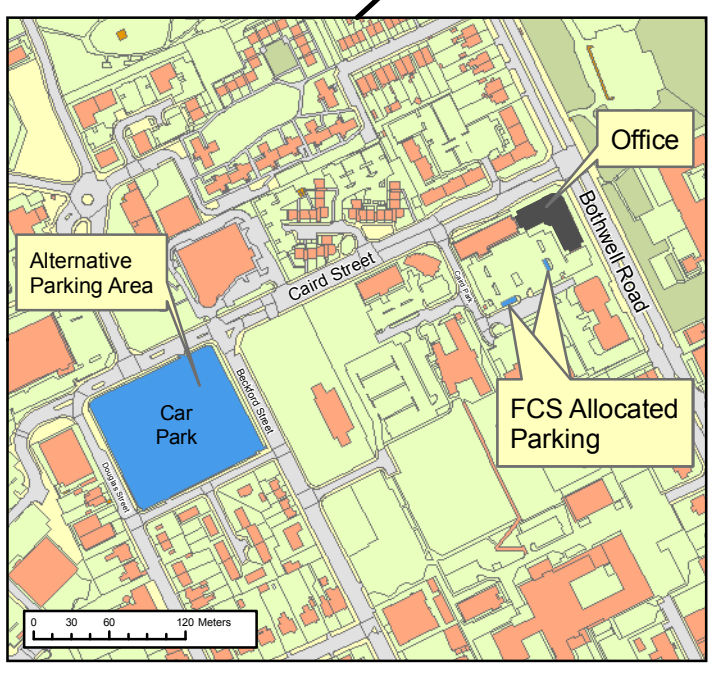 Office
Bothwell Road
Alternative
Parking Area
Caird Street
Caird Park
FCS Allocated
Parking
Car
Park
Beckford Street
Douglas Street
0 30 60 120 Meters